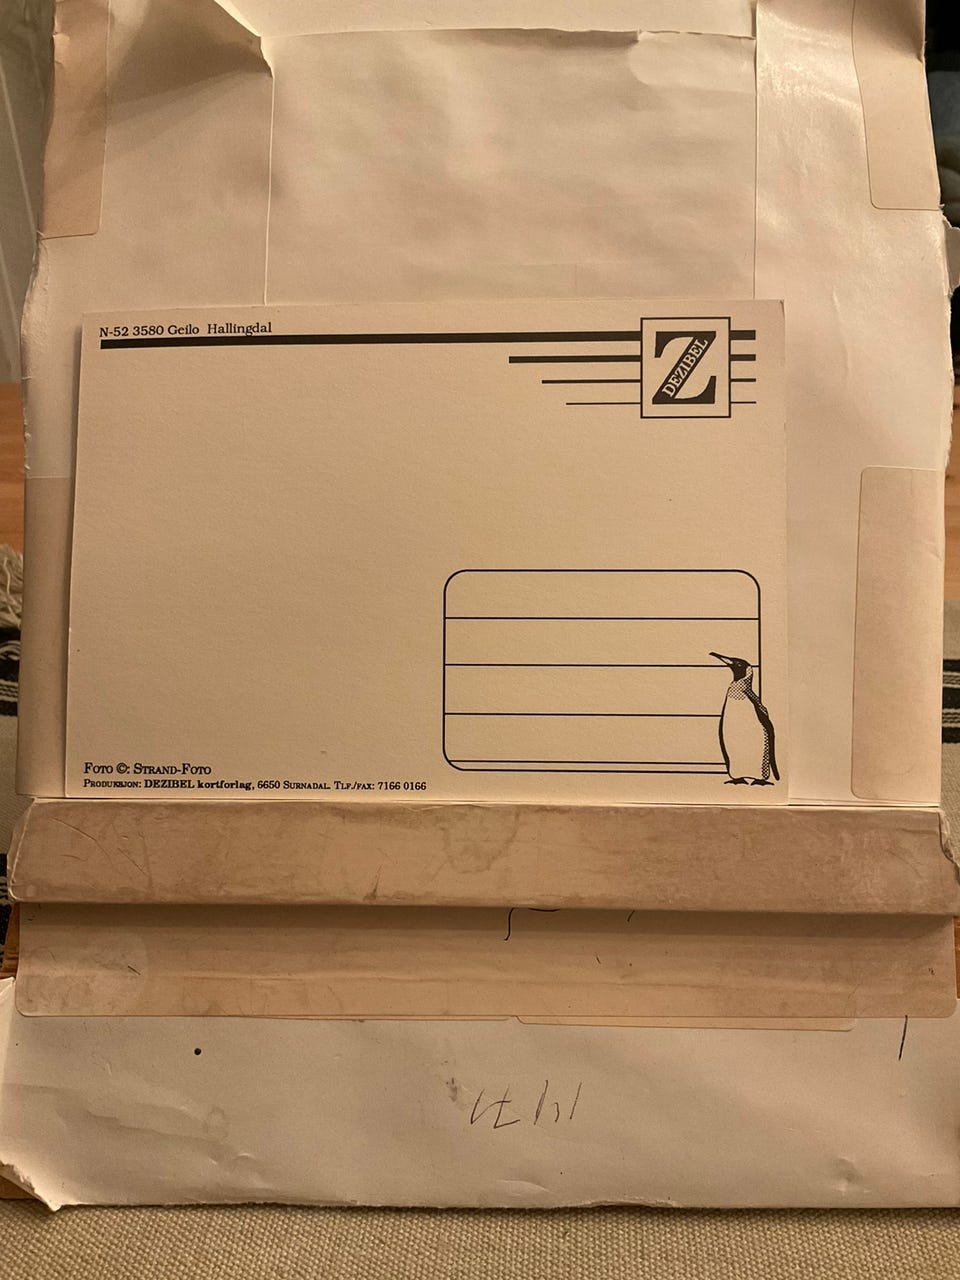 N-52 3580 Geilo Hallingdal
DEZIBEL
FOTO ©: STRAND-FOTO
PRODUKSJON: DEZIBEL kortforlag, 6650 SURNADAL. TLF./FAX: 7166 0166